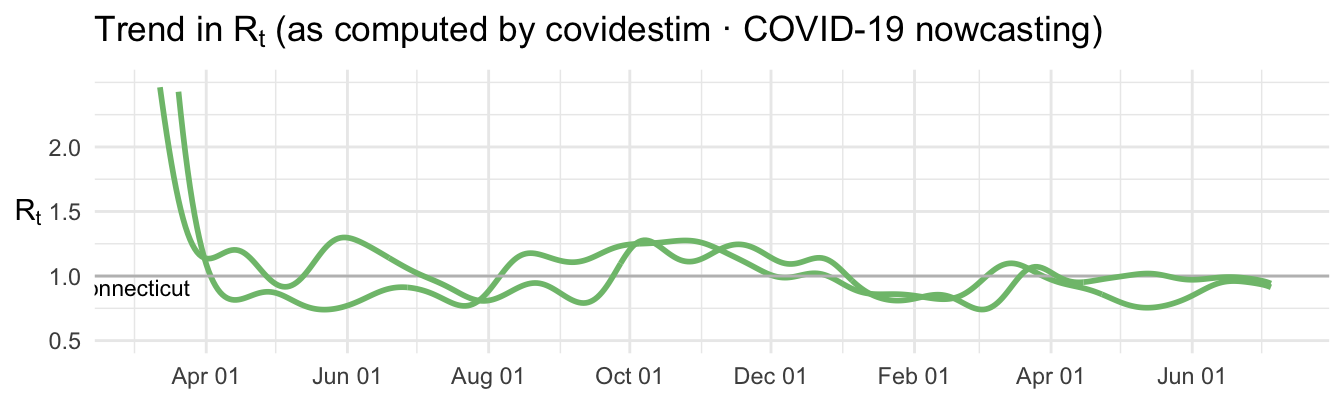 Trend in Rt (as computed by covidestim · COVID-19 nowcasting)
2.0
Rt 1.5
1.0
onnecticut
0.5
Apr 01 Jun 01 Aug 01 Oct 01 Dec 01 Feb 01 Apr 01 Jun 01